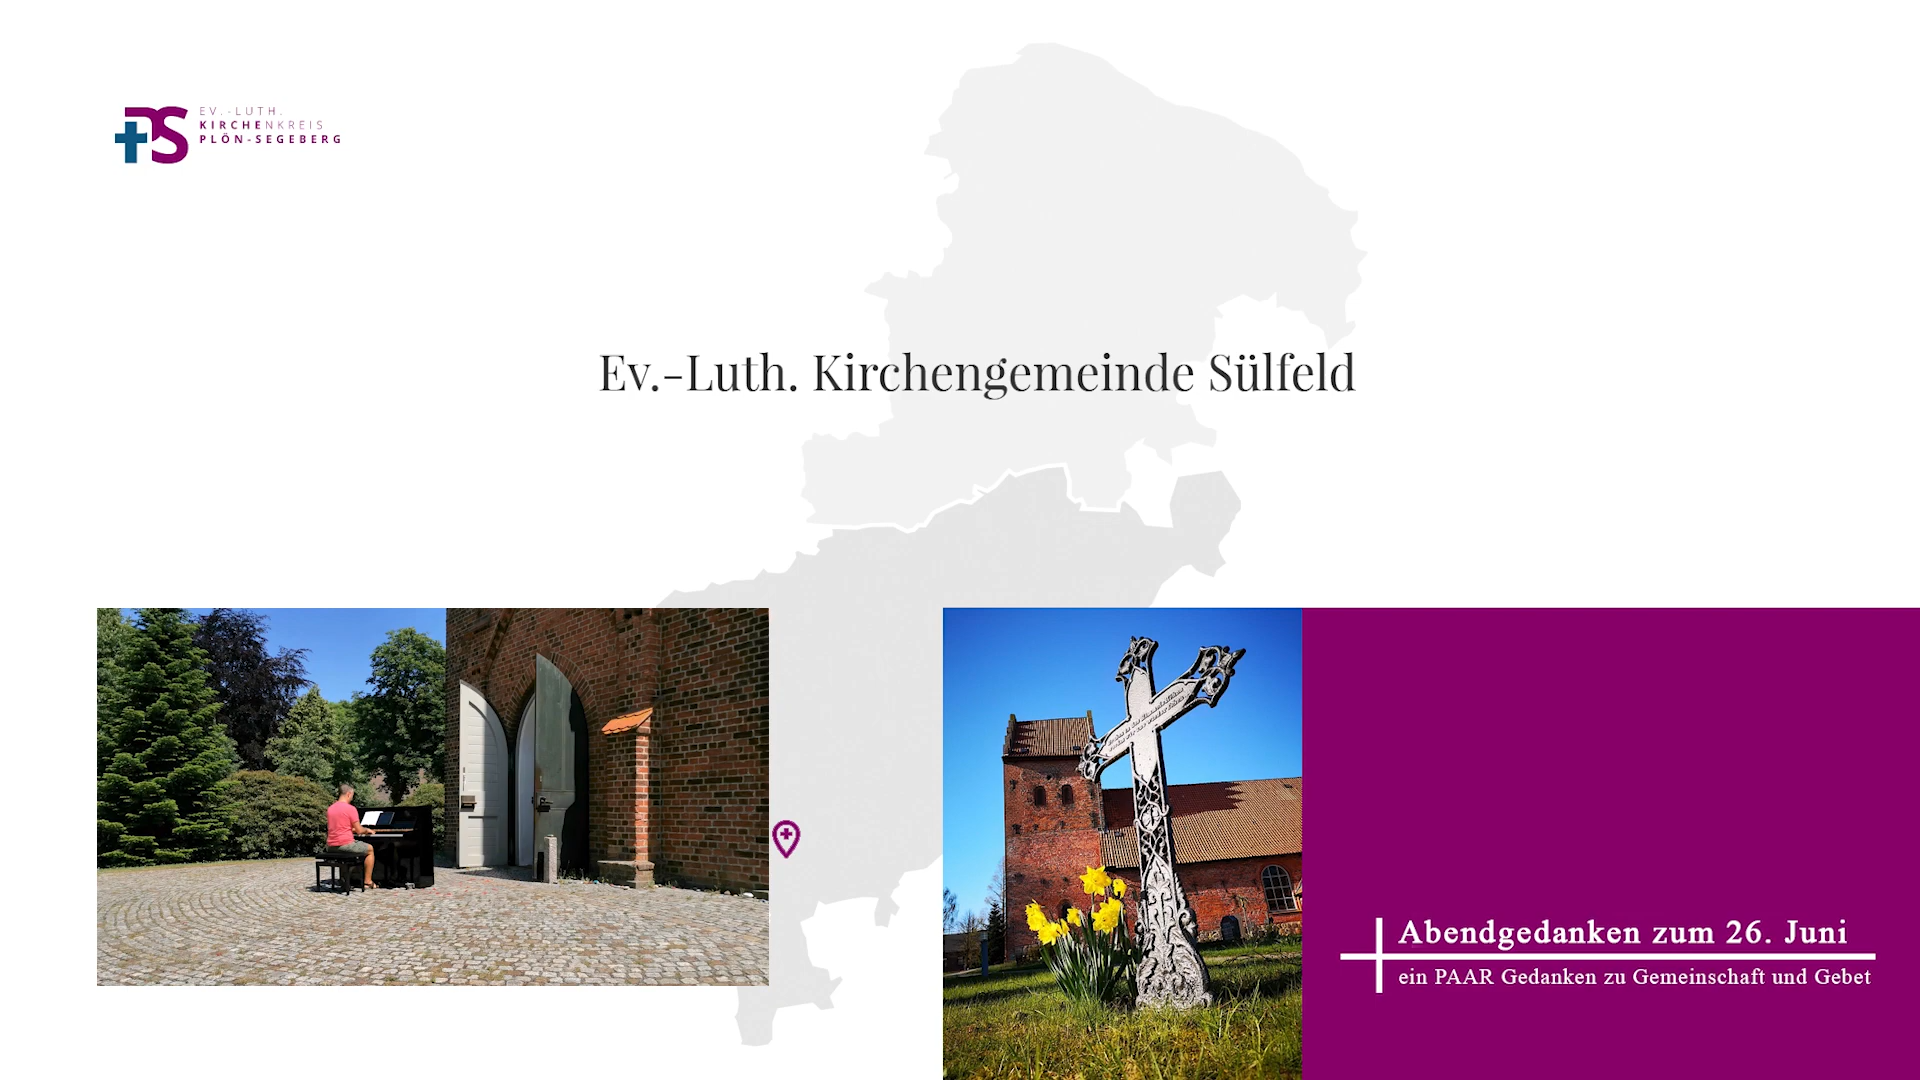 EV.-LUTH.
KIRCHENKREIS
PLÖN-SEGEBERG
Ev.-Luth. Kirchengemeinde Sülfeld
Abendgedanken zum 26. Juni
ein PAAR Gedanken zu Gemeinschaft und Gebet